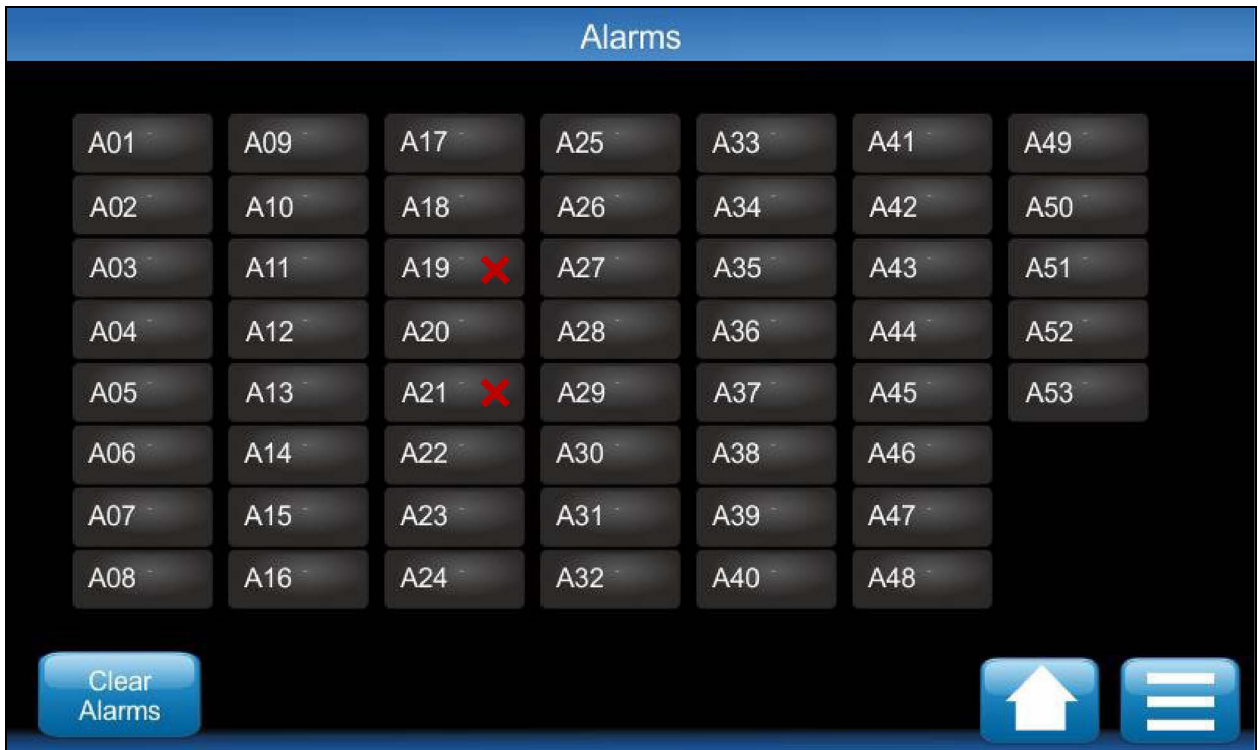 Alarms
A01 A09 A17 A25 A33 A41 A49
A02 A10 A18 A26 A34 A42 A50
A03 A11 A19 A27 A35 A43 A51
A04 A12 A20 A28 A36 A44 A52
A05 A13 A21 A29 A37 A45 A53
A06 A14 A22 A30 A38 A46
A07 A15 A23 A31 A39 A47
A08 A16 A24 A32 A40 A48
Clear
Alarms